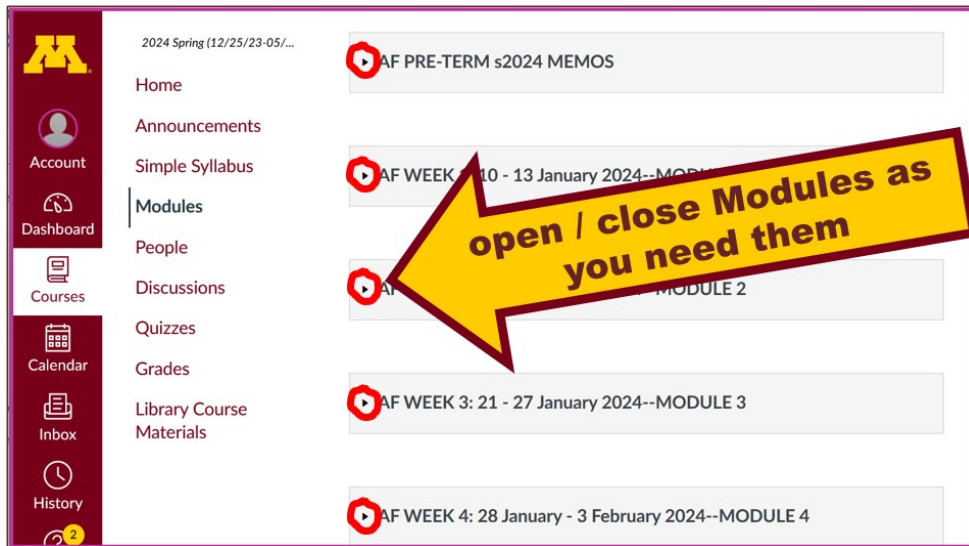 M
2024 Spring (12/25/23-05/...
Account
Dashboard
Courses
Calendar
Inbox
History
2
Home
Announcements
Simple Syllabus
Modules
People
Discussions
Quizzes
Grades
Library Course
Materials
AF PRE-TERM s2024 MEMOS
AF WEEK 10 - 13 January 2024--
open / close Modules as
you need them
AF MODULE 2
AF WEEK 3: 21 - 27 January 2024--MODULE 3
AF WEEK 4: 28 January - 3 February 2024--MODULE 4